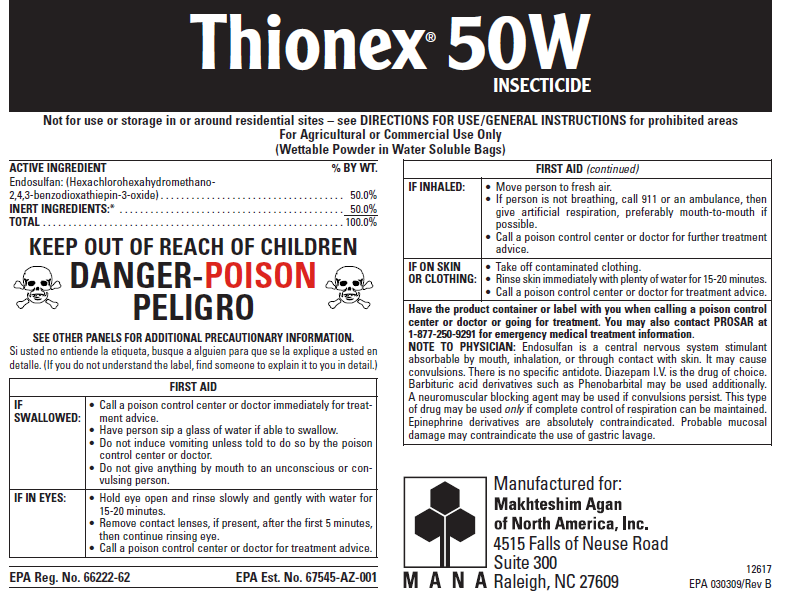 Thionex® 50W
INSECTICIDE
Not for use or storage in or around residential sites – see DIRECTIONS FOR USE/GENERAL INSTRUCTIONS for prohibited areas
For Agricultural or Commercial Use Only
(Wettable Powder in Water Soluble Bags)
ACTIVE INGREDIENT % BY WT.
Endosulfan: (Hexachlorohexahydromethano-
2,4,3-benzodioxathiepin-3-oxide) . . . . . . . . . . . . . . . . . . . . . . . . . . . . . . . . . . 50.0%
INERT INGREDIENTS:* . . . . . . . . . . . . . . . . . . . . . . . . . . . . . . . . . . . . . . . . . . 50.0%
TOTAL . . . . . . . . . . . . . . . . . . . . . . . . . . . . . . . . . . . . . . . . . . . . . . . . . . . . . . . . 100.0%
KEEP OUT OF REACH OF CHILDREN
DANGER-POISON
PELIGRO
SEE OTHER PANELS FOR ADDITIONAL PRECAUTIONARY INFORMATION.
Si usted no entiende la etiqueta, busque a alguien para que se la explique a usted en
detalle. (If you do not understand the label, find someone to explain it to you in detail.)
FIRST AID
IF
SWALLOWED:
• Call a poison control center or doctor immediately for treat-
ment advice.
• Have person sip a glass of water if able to swallow.
• Do not induce vomiting unless told to do so by the poison
control center or doctor.
• Do not give anything by mouth to an unconscious or con-
vulsing person.
IF IN EYES:
• Hold eye open and rinse slowly and gently with water for
15-20 minutes.
• Remove contact lenses, if present, after the first 5 minutes,
then continue rinsing eye.
• Call a poison control center or doctor for treatment advice.
EPA Reg. No. 66222-62 EPA Est. No. 67545-AZ-001
FIRST AID (continued)
IF INHALED:
• Move person to fresh air.
• If person is not breathing, call 911 or an ambulance, then
give artificial respiration, preferably mouth-to-mouth if
possible.
• Call a poison control center or doctor for further treatment
advice.
IF ON SKIN
OR CLOTHING:
• Take off contaminated clothing.
• Rinse skin immediately with plenty of water for 15-20 minutes.
• Call a poison control center or doctor for treatment advice.
Have the product container or label with you when calling a poison control
center or doctor or going for treatment. You may also contact PROSAR at
1-877-250-9291 for emergency medical treatment information.
NOTE TO PHYSICIAN: Endosulfan is a central nervous system stimulant
absorbable by mouth, inhalation, or through contact with skin. It may cause
convulsions. There is no specific antidote. Diazepam I.V. is the drug of choice.
Barbituric acid derivatives such as Phenobarbital may be used additionally.
A neuromuscular blocking agent may be used if convulsions persist. This type
of drug may be used only if complete control of respiration can be maintained.
Epinephrine derivatives are absolutely contraindicated. Probable mucosal
damage may contraindicate the use of gastric lavage.
MANA
Manufactured for:
Makhteshim Agan
of North America, Inc.
4515 Falls of Neuse Road
Suite 300
Raleigh, NC 27609
12617
EPA 030309/Rev B